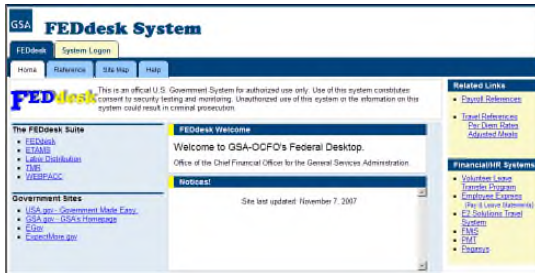 GSA
FEDdesk System
FEDdesk
System Logon
Home
Reference
Site Map
Help
FEDdesk
This is an official U.S. Government System for authorized use only. Use of this system constitutes
consent to security testing and monitoring. Unauthorized use of this system or the information on this
system could result in criminal prosecution.
The FEDdesk Suite
FEDdesk
ETAMS
Labor Distribution
TMR
WEBPACC
Government Sites
USA.gov - Government Made Easy.
GSA.gov - GSA's Homepage
EGov
ExpectMore.gov
FEDdesk Welcome
Welcome to GSA-OCFO's Federal Desktop.
Office of the Chief Financial Officer for the General Services Administration.
Notices!
Site last updated: November 7, 2007
Related Links
Payroll References
Travel References
Per Diem Rates
Adjusted Meals
Financial/HR Systems
Volunteer Leave
Transfer Program
Employee Express
(Pay & Leave Statements)
E2 Solutions Travel
System
FMIS
PMT
Pegasys